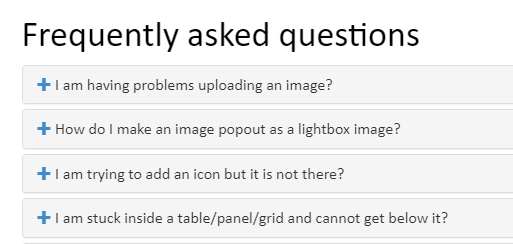 Frequently asked questions
I am having problems uploading an image?
How do I make an image popout as a lightbox image?
I am trying to add an icon but it is not there?
I am stuck inside a table/panel/grid and cannot get below it?